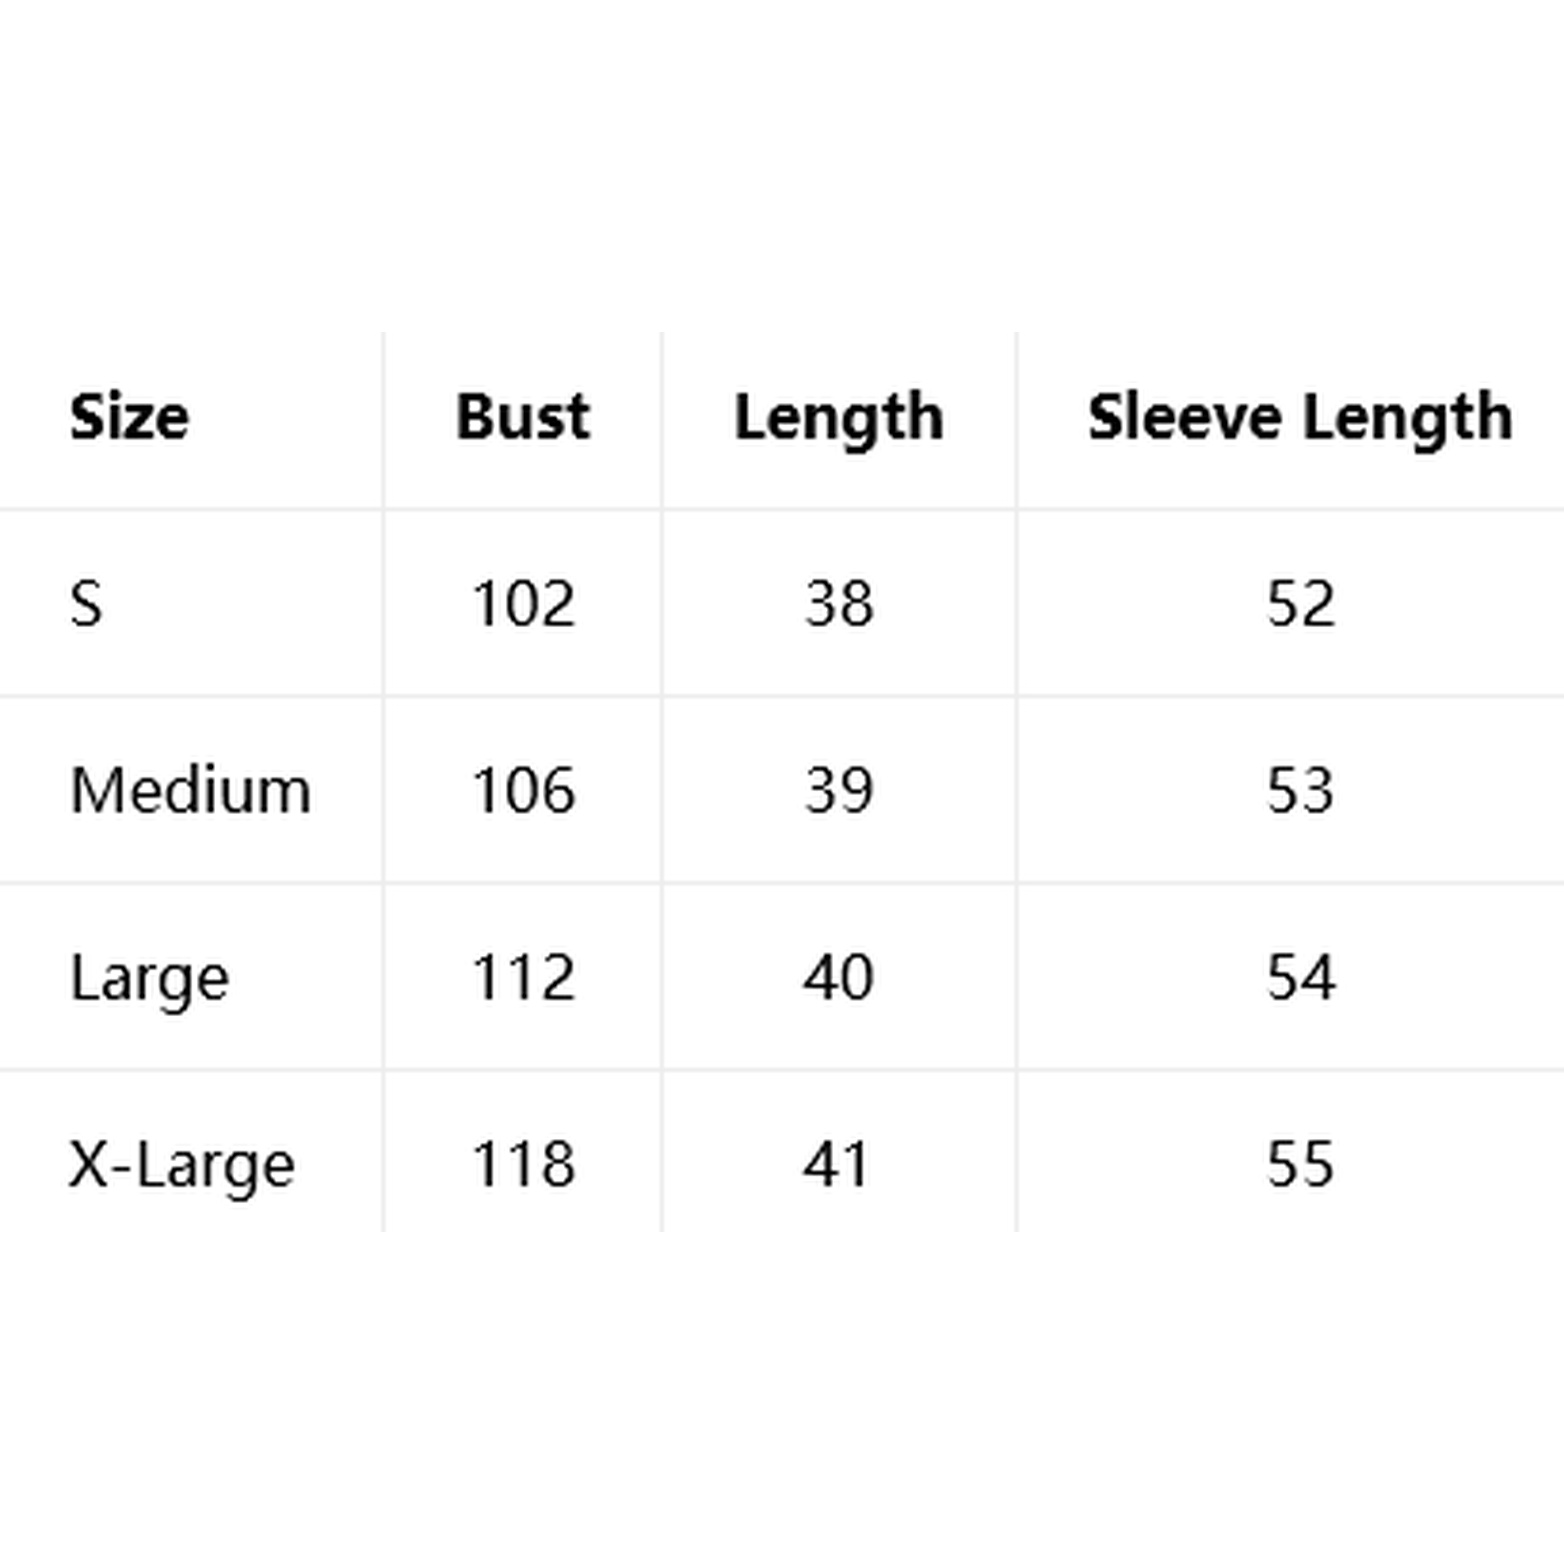 Size Bust Length Sleeve Length
S 102 38 52
Medium 106 39 53
Large 112 40 54
X-Large 118 41 55